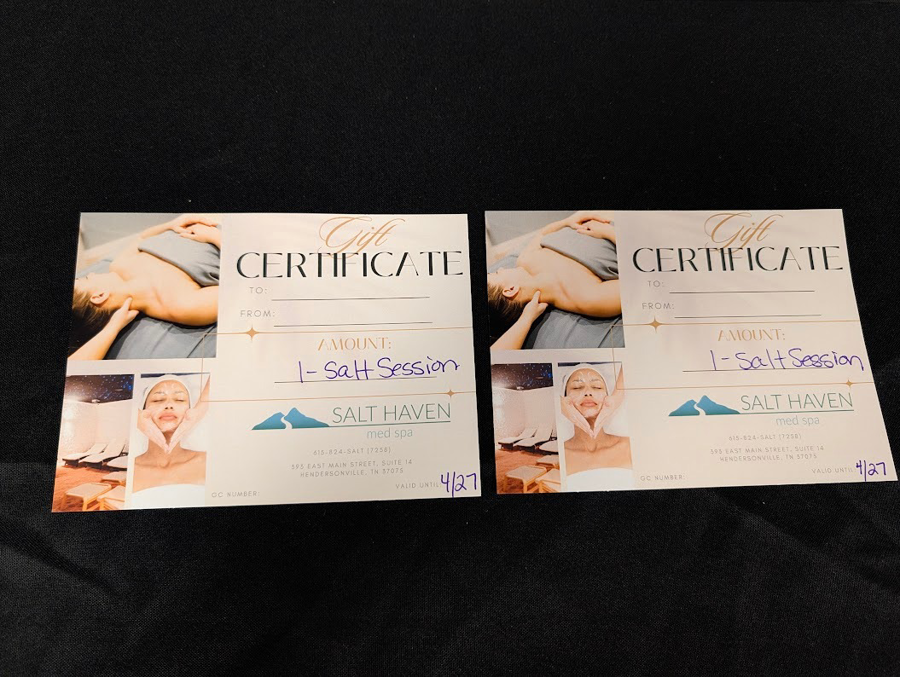 Gift
CERTIFICATE
TO:
FROM:
AMOUNT:
1-Salt Session
SALT HAVEN
med spa
615-824-SALT (7258)
393 EAST MAIN STREET, SUITE 14
HENDERSONVILLE, TN 37075
GC NUMBER:
VALID UNTIL 4/27
Gift
CERTIFICATE
TO:
FROM:
AMOUNT:
1-Salt Session
SALT HAVEN
med spa
615-824-SALT (7258)
393 EAST MAIN STREET, SUITE 14
HENDERSONVILLE, TN 37075
GC NUMBER:
VALID UNTIL 4/27